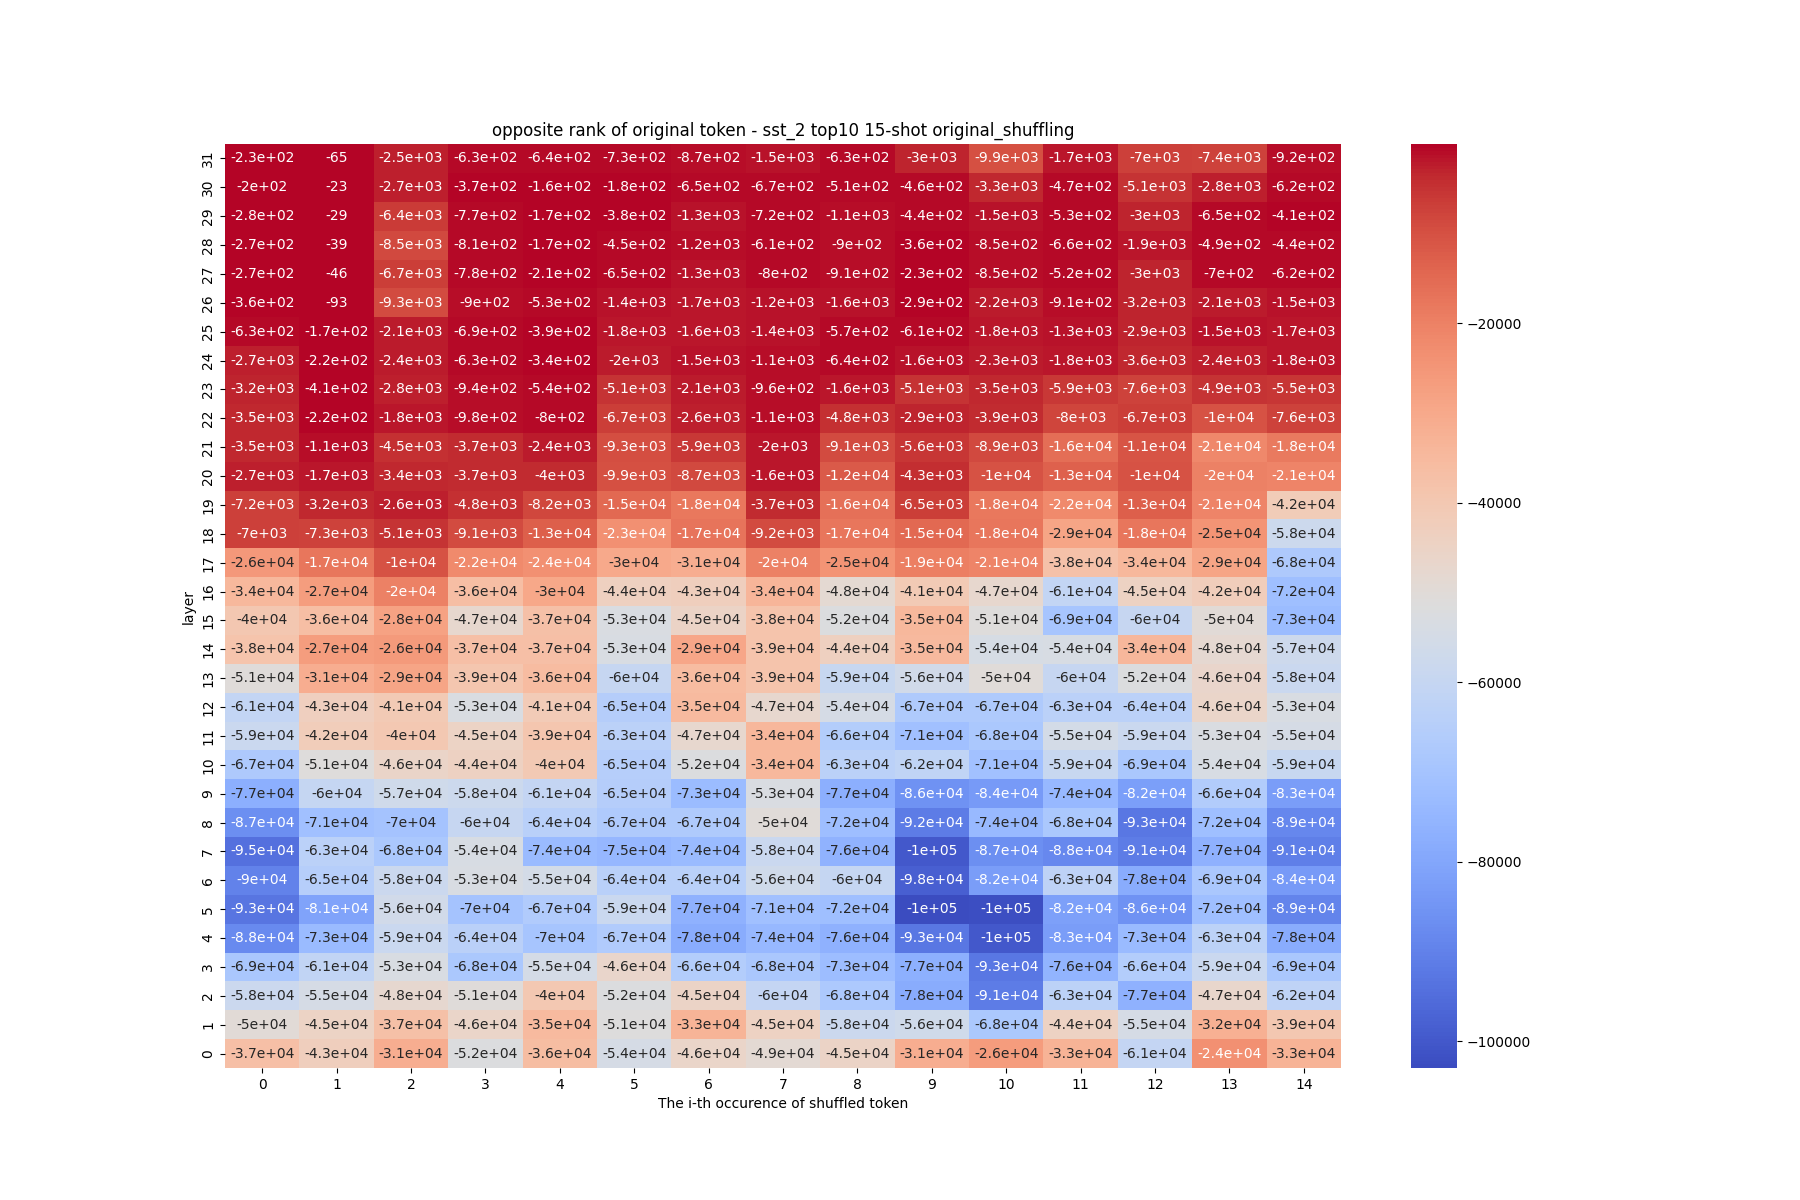 opposite rank of original token - sst_2 top10 15-shot original_shuffling
31 -2.3e+02 -65 -2.5e+03 -6.3e+02 -6.4e+02 -7.3e+02 -8.7e+02 -1.5e+03 -6.3e+02 -3e+03 -9.9e+03 -1.7e+03 -7e+03 -7.4e+03 -9.2e+02
30 -2e+02 -23 -2.7e+03 -3.7e+02 -1.6e+02 -1.8e+02 -6.5e+02 -6.7e+02 -5.1e+02 -4.6e+02 -3.3e+03 -4.7e+02 -5.1e+03 -2.8e+03 -6.2e+02
29 -2.8e+02 -29 -6.4e+03 -7.7e+02 -1.7e+02 -3.8e+02 -1.3e+03 -7.2e+02 -1.1e+03 -4.4e+02 -1.5e+03 -5.3e+02 -3e+03 -6.5e+02 -4.1e+02
28 -2.7e+02 -39 -8.5e+03 -8.1e+02 -1.7e+02 -4.5e+02 -1.2e+03 -6.1e+02 -9e+02 -3.6e+02 -8.5e+02 -6.6e+02 -1.9e+03 -4.9e+02 -4.4e+02
27 -2.7e+02 -46 -6.7e+03 -7.8e+02 -2.1e+02 -6.5e+02 -1.3e+03 -8e+02 -9.1e+02 -2.3e+02 -8.5e+02 -5.2e+02 -3e+03 -7e+02 -6.2e+02
26 -3.6e+02 -93 -9.3e+03 -9e+02 -5.3e+02 -1.4e+03 -1.7e+03 -1.2e+03 -1.6e+03 -2.9e+02 -2.2e+03 -9.1e+02 -3.2e+03 -2.1e+03 -1.5e+03
25 -6.3e+02 -1.7e+02 -2.1e+03 -6.9e+02 -3.9e+02 -1.8e+03 -1.6e+03 -1.4e+03 -5.7e+02 -6.1e+02 -1.8e+03 -1.3e+03 -2.9e+03 -1.5e+03 -1.7e+03
24 -2.7e+03 -2.2e+02 -2.4e+03 -6.3e+02 -3.4e+02 -2e+03 -1.5e+03 -1.1e+03 -6.4e+02 -1.6e+03 -2.3e+03 -1.8e+03 -3.6e+03 -2.4e+03 -1.8e+03
23 -3.2e+03 -4.1e+02 -2.8e+03 -9.4e+02 -5.4e+02 -5.1e+03 -2.1e+03 -9.6e+02 -1.6e+03 -5.1e+03 -3.5e+03 -5.9e+03 -7.6e+03 -4.9e+03 -5.5e+03
22 -3.5e+03 -2.2e+02 -1.8e+03 -9.8e+02 -8e+02 -6.7e+03 -2.6e+03 -1.1e+03 -4.8e+03 -2.9e+03 -3.9e+03 -8e+03 -6.7e+03 -1e+04 -7.6e+03
21 -3.5e+03 -1.1e+03 -4.5e+03 -3.7e+03 -2.4e+03 -9.3e+03 -5.9e+03 -2e+03 -9.1e+03 -5.6e+03 -8.9e+03 -1.6e+04 -1.1e+04 -2.1e+04 -1.8e+04
20 -2.7e+03 -1.7e+03 -3.4e+03 -3.7e+03 -4e+03 -9.9e+03 -8.7e+03 -1.6e+03 -1.2e+04 -4.3e+03 -1e+04 -1.3e+04 -1e+04 -2e+04 -2.1e+04
19 -7.2e+03 -3.2e+03 -2.6e+03 -4.8e+03 -8.2e+03 -1.5e+04 -1.8e+04 -3.7e+03 -1.6e+04 -6.5e+03 -1.8e+04 -2.2e+04 -1.3e+04 -2.1e+04 -4.2e+04
18 -7e+03 -7.3e+03 -5.1e+03 -9.1e+03 -1.3e+04 -2.3e+04 -1.7e+04 -9.2e+03 -1.7e+04 -1.5e+04 -1.8e+04 -2.9e+04 -1.8e+04 -2.5e+04 -5.8e+04
17 -2.6e+04 -1.7e+04 -1e+04 -2.2e+04 -2.4e+04 -3e+04 -3.1e+04 -2e+04 -2.5e+04 -1.9e+04 -2.1e+04 -3.8e+04 -3.4e+04 -2.9e+04 -6.8e+04
16 -3.4e+04 -2.7e+04 -2e+04 -3.6e+04 -3e+04 -4.4e+04 -4.3e+04 -3.4e+04 -4.8e+04 -4.1e+04 -4.7e+04 -6.1e+04 -4.5e+04 -4.2e+04 -7.2e+04
15 -4e+04 -3.6e+04 -2.8e+04 -4.7e+04 -3.7e+04 -5.3e+04 -4.5e+04 -3.8e+04 -5.2e+04 -3.5e+04 -5.1e+04 -6.9e+04 -6e+04 -5e+04 -7.3e+04
14 -3.8e+04 -2.7e+04 -2.6e+04 -3.7e+04 -3.7e+04 -5.3e+04 -2.9e+04 -3.9e+04 -4.4e+04 -3.5e+04 -5.4e+04 -5.4e+04 -3.4e+04 -4.8e+04 -5.7e+04
13 -5.1e+04 -3.1e+04 -2.9e+04 -3.9e+04 -3.6e+04 -6e+04 -3.6e+04 -3.9e+04 -5.9e+04 -5.6e+04 -5e+04 -6e+04 -5.2e+04 -4.6e+04 -5.8e+04
12 -6.1e+04 -4.3e+04 -4.1e+04 -5.3e+04 -4.1e+04 -6.5e+04 -3.5e+04 -4.7e+04 -5.4e+04 -6.7e+04 -6.7e+04 -6.3e+04 -6.4e+04 -4.6e+04 -5.3e+04
11 -5.9e+04 -4.2e+04 -4e+04 -4.5e+04 -3.9e+04 -6.3e+04 -4.7e+04 -3.4e+04 -6.6e+04 -7.1e+04 -6.8e+04 -5.5e+04 -5.9e+04 -5.3e+04 -5.5e+04
10 -6.7e+04 -5.1e+04 -4.6e+04 -4.4e+04 -4e+04 -6.5e+04 -5.2e+04 -3.4e+04 -6.3e+04 -6.2e+04 -7.1e+04 -5.9e+04 -6.9e+04 -5.4e+04 -5.9e+04
9 -7.7e+04 -6e+04 -5.7e+04 -5.8e+04 -6.1e+04 -6.5e+04 -7.3e+04 -5.3e+04 -7.7e+04 -8.6e+04 -8.4e+04 -7.4e+04 -8.2e+04 -6.6e+04 -8.3e+04
8 -8.7e+04 -7.1e+04 -7e+04 -6e+04 -6.4e+04 -6.7e+04 -6.7e+04 -5e+04 -7.2e+04 -9.2e+04 -7.4e+04 -6.8e+04 -9.3e+04 -7.2e+04 -8.9e+04
7 -9.5e+04 -6.3e+04 -6.8e+04 -5.4e+04 -7.4e+04 -7.5e+04 -7.4e+04 -5.8e+04 -7.6e+04 -1e+05 -8.7e+04 -8.8e+04 -9.1e+04 -7.7e+04 -9.1e+04
6 -9e+04 -6.5e+04 -5.8e+04 -5.3e+04 -5.5e+04 -6.4e+04 -6.4e+04 -5.6e+04 -6e+04 -9.8e+04 -8.2e+04 -6.3e+04 -7.8e+04 -6.9e+04 -8.4e+04
5 -9.3e+04 -8.1e+04 -5.6e+04 -7e+04 -6.7e+04 -5.9e+04 -7.7e+04 -7.1e+04 -7.2e+04 -1e+05 -1e+05 -8.2e+04 -8.6e+04 -7.2e+04 -8.9e+04
4 -8.8e+04 -7.3e+04 -5.9e+04 -6.4e+04 -7e+04 -6.7e+04 -7.8e+04 -7.4e+04 -7.6e+04 -9.3e+04 -1e+05 -8.3e+04 -7.3e+04 -6.3e+04 -7.8e+04
3 -6.9e+04 -6.1e+04 -5.3e+04 -6.8e+04 -5.5e+04 -4.6e+04 -6.6e+04 -6.8e+04 -7.3e+04 -7.7e+04 -9.3e+04 -7.6e+04 -6.6e+04 -5.9e+04 -6.9e+04
2 -5.8e+04 -5.5e+04 -4.8e+04 -5.1e+04 -4e+04 -5.2e+04 -4.5e+04 -6e+04 -6.8e+04 -7.8e+04 -9.1e+04 -6.3e+04 -7.7e+04 -4.7e+04 -6.2e+04
1 -5e+04 -4.5e+04 -3.7e+04 -4.6e+04 -3.5e+04 -5.1e+04 -3.3e+04 -4.5e+04 -5.8e+04 -5.6e+04 -6.8e+04 -4.4e+04 -5.5e+04 -3.2e+04 -3.9e+04
0 -3.7e+04 -4.3e+04 -3.1e+04 -5.2e+04 -3.6e+04 -5.4e+04 -4.6e+04 -4.9e+04 -4.5e+04 -3.1e+04 -2.6e+04 -3.3e+04 -6.1e+04 -2.4e+04 -3.3e+04
0 1 2 3 4 5 6 7 8 9 10 11 12 13 14
The i-th occurence of shuffled token
layer
−20000
−40000
−60000
−80000
−100000